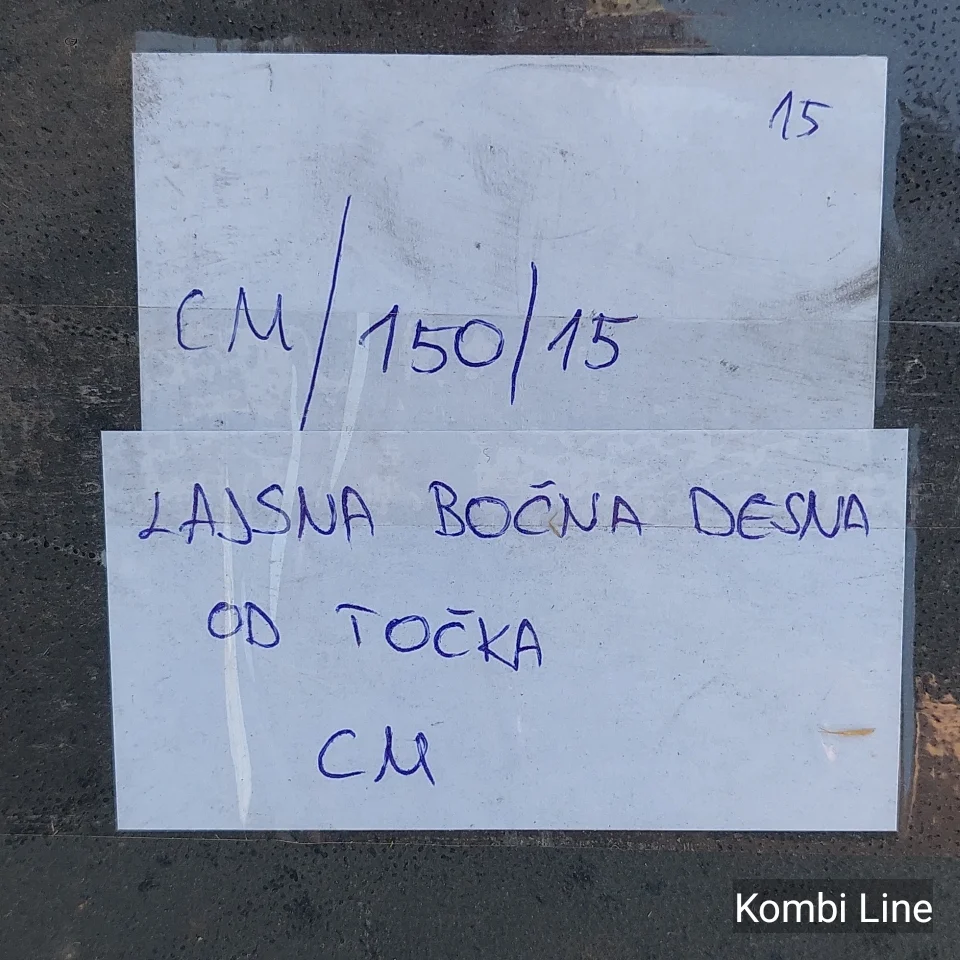 15
CM/150/15
LAJSNA BOČNA DESNA
OD TOČKA
CM
Kombi Line